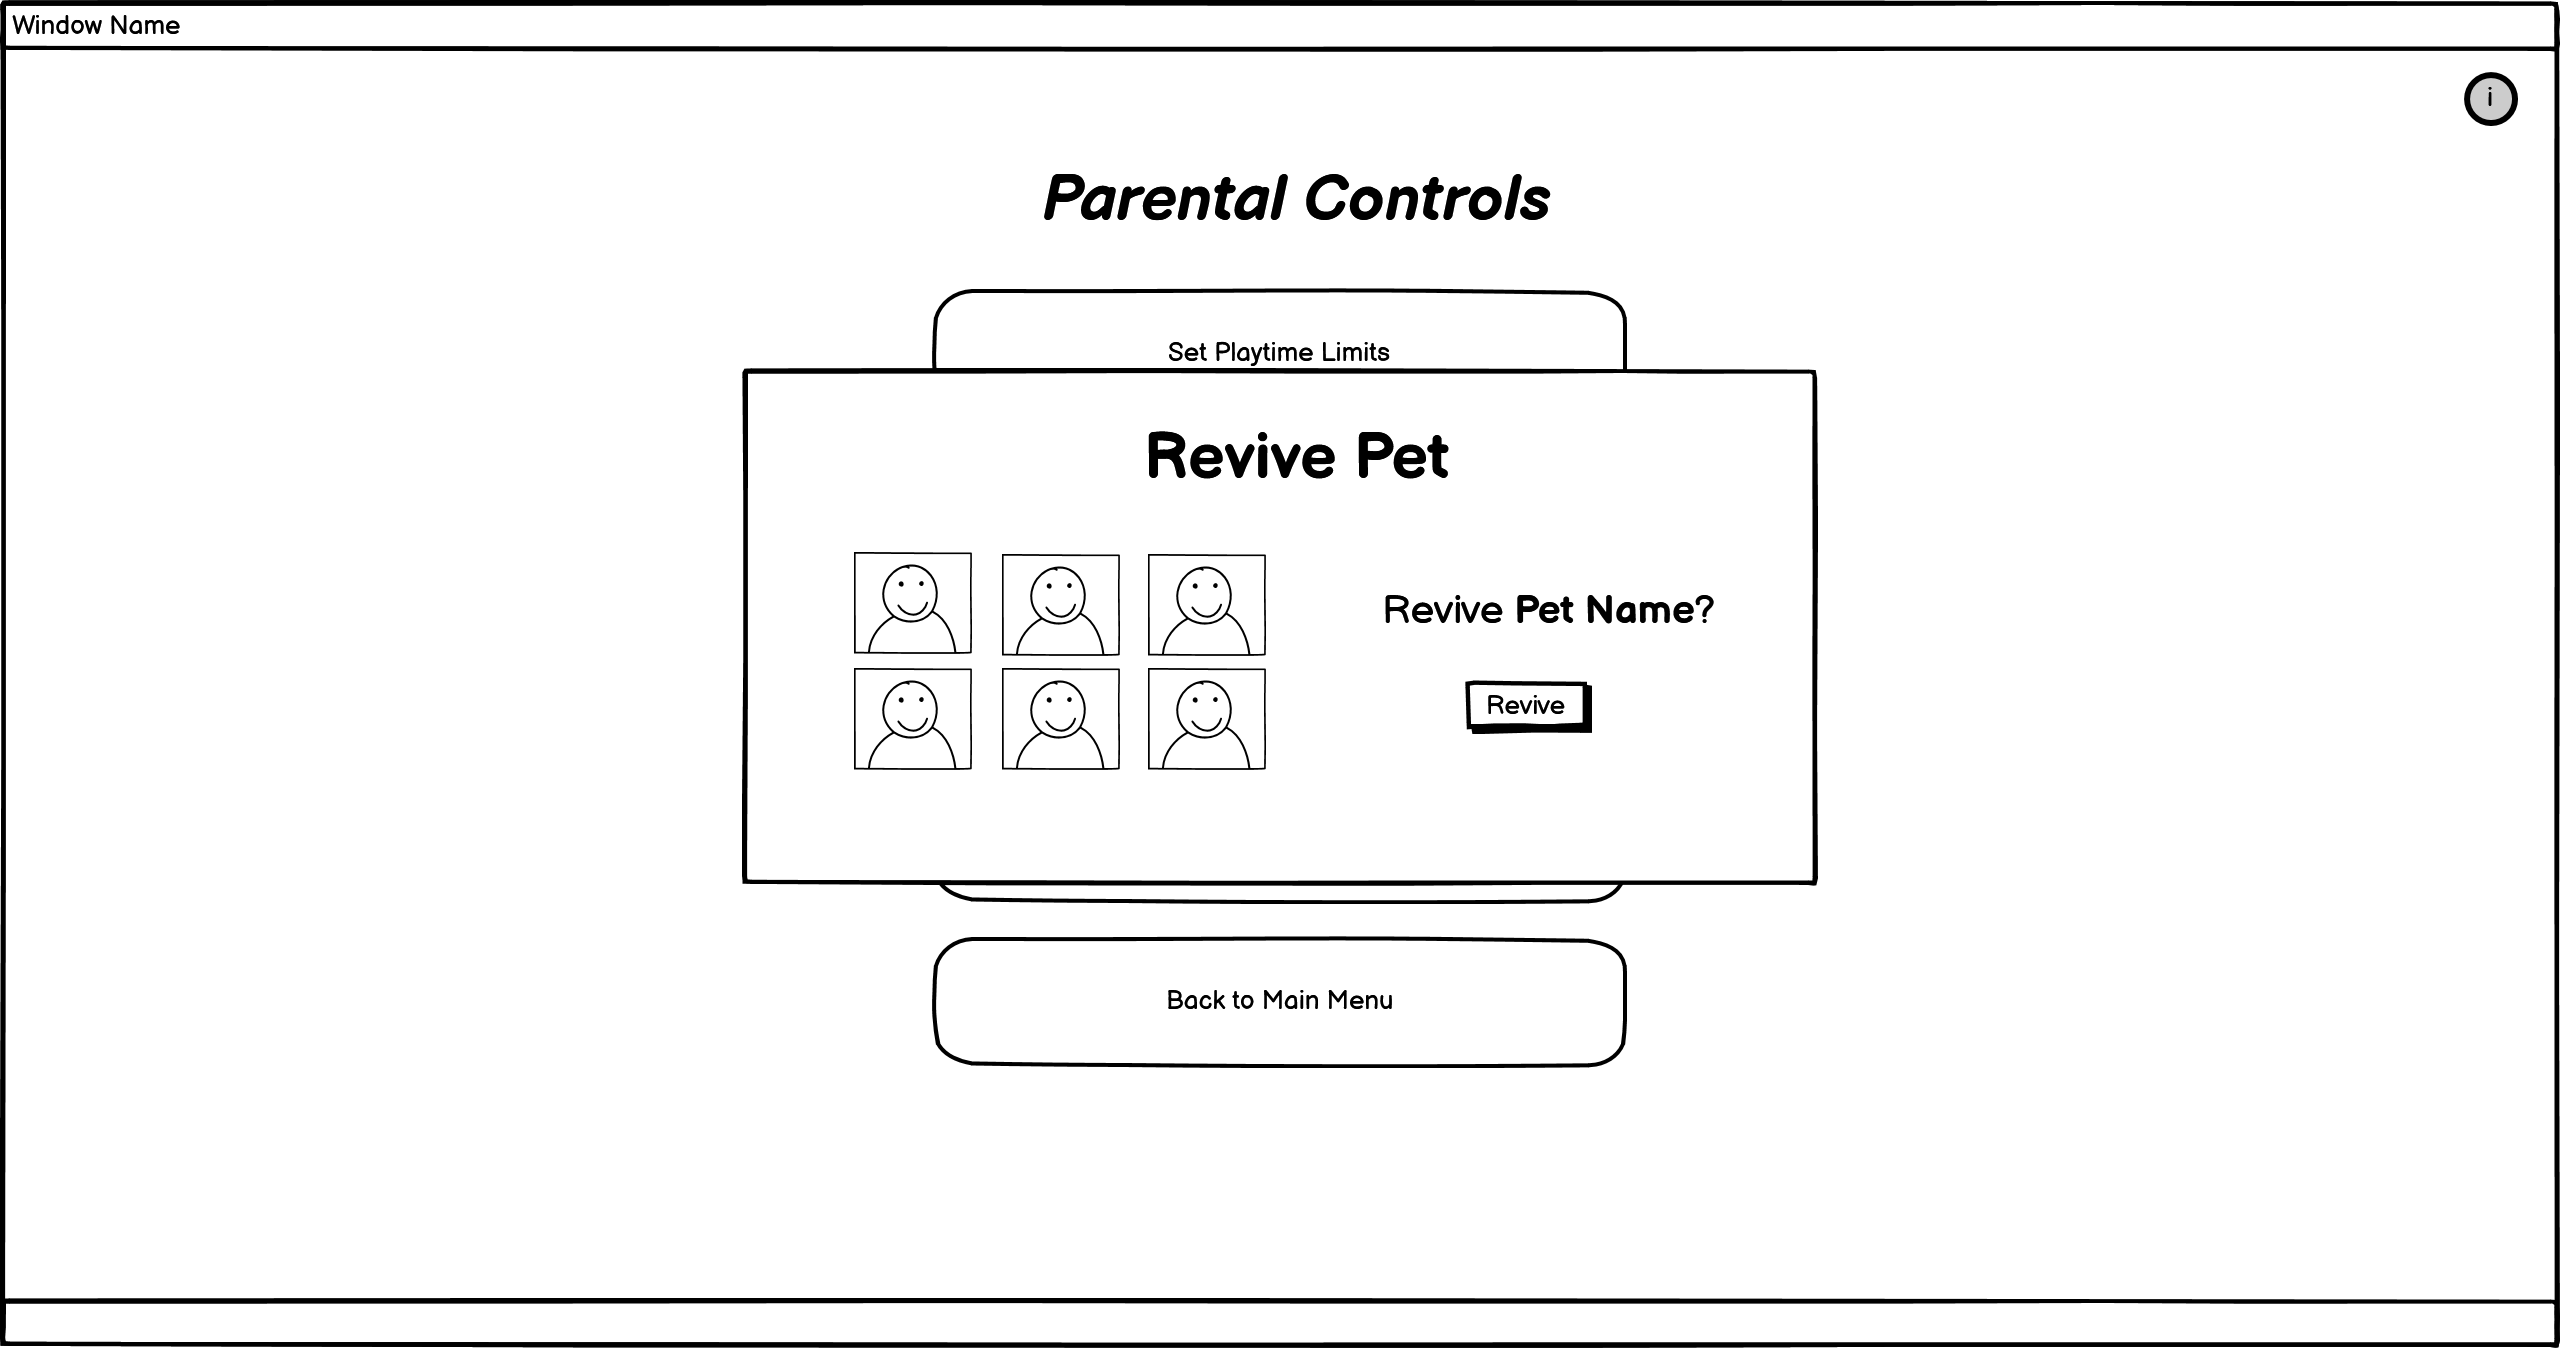 Window Name
i
Parental Controls
Set Playtime Limits
Revive Pet
Revive Pet Name?
Revive
Back to Main Menu